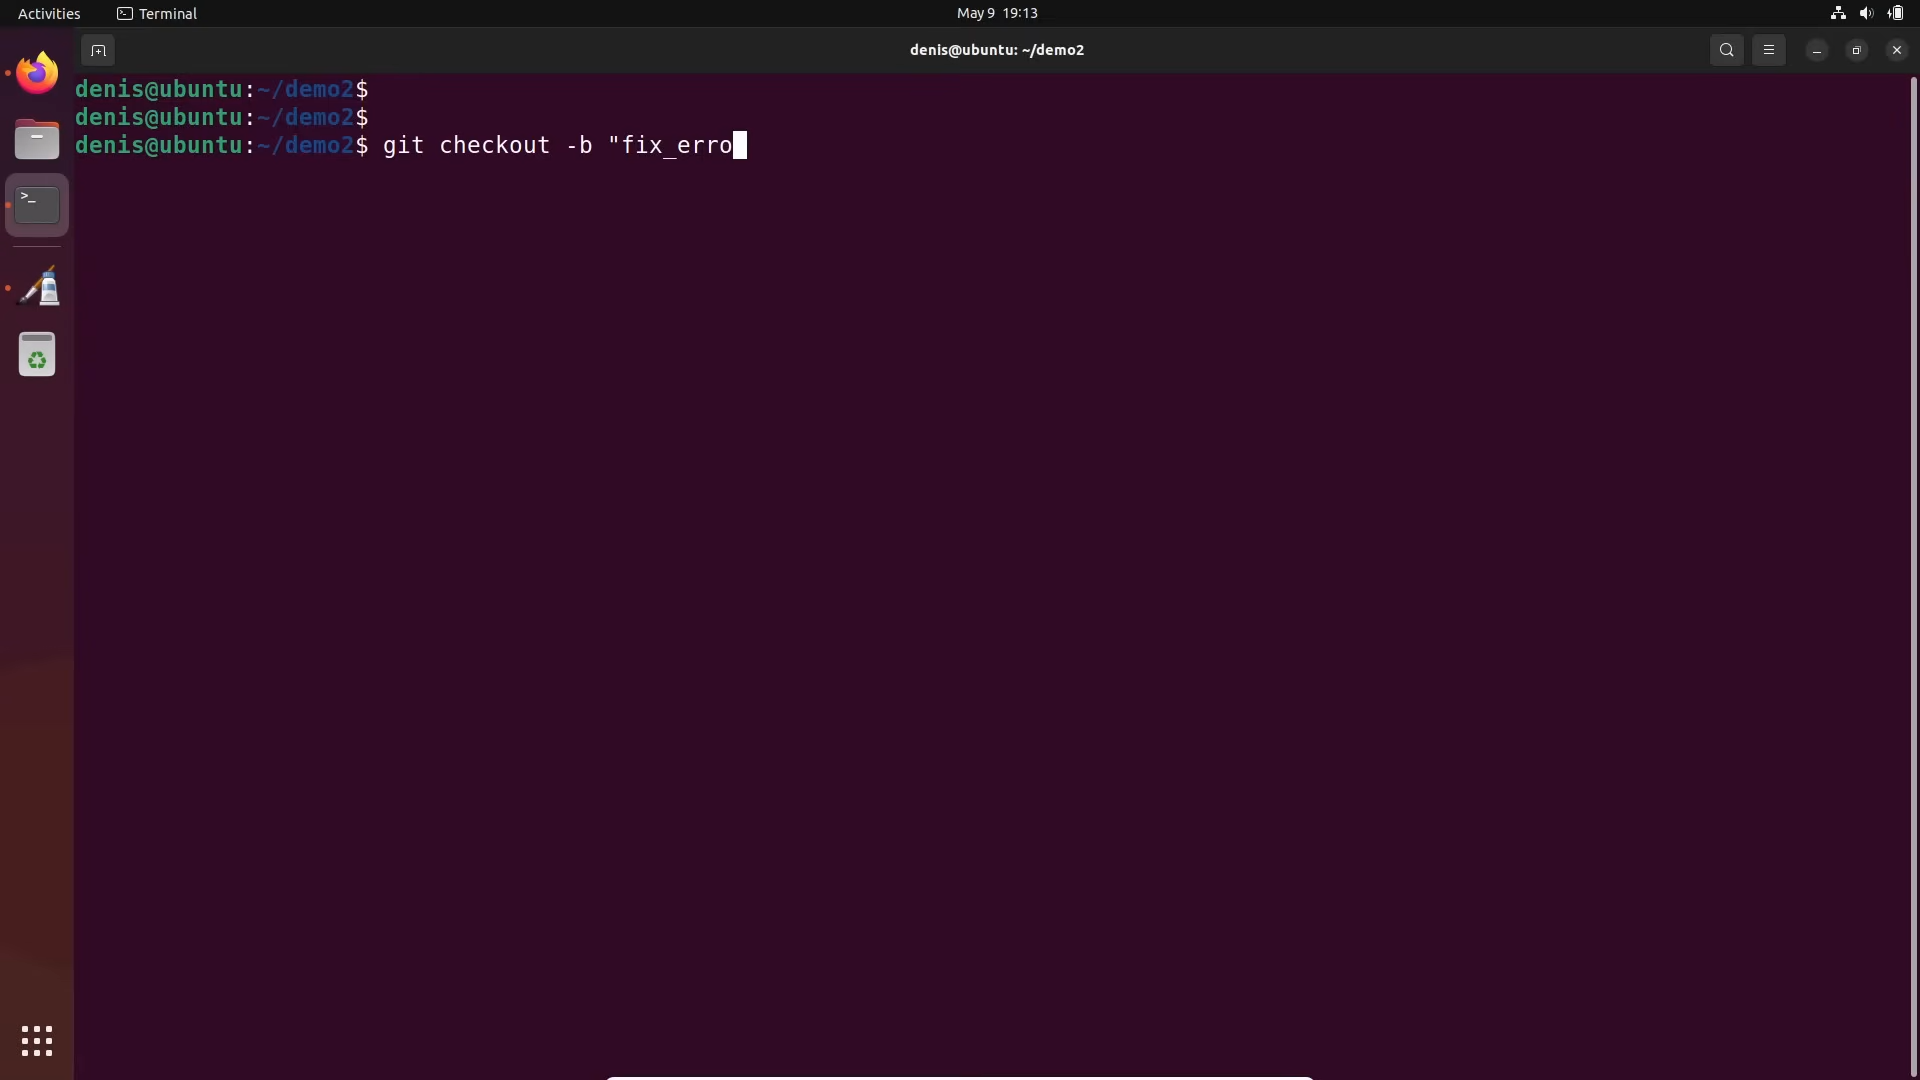 Activities
Terminal
May 9 19:13
denis@ubuntu: ~/demo2
denis@ubuntu:~/demo2$
denis@ubuntu:~/demo2$
denis@ubuntu:~/demo2$ git checkout -b "fix_erro